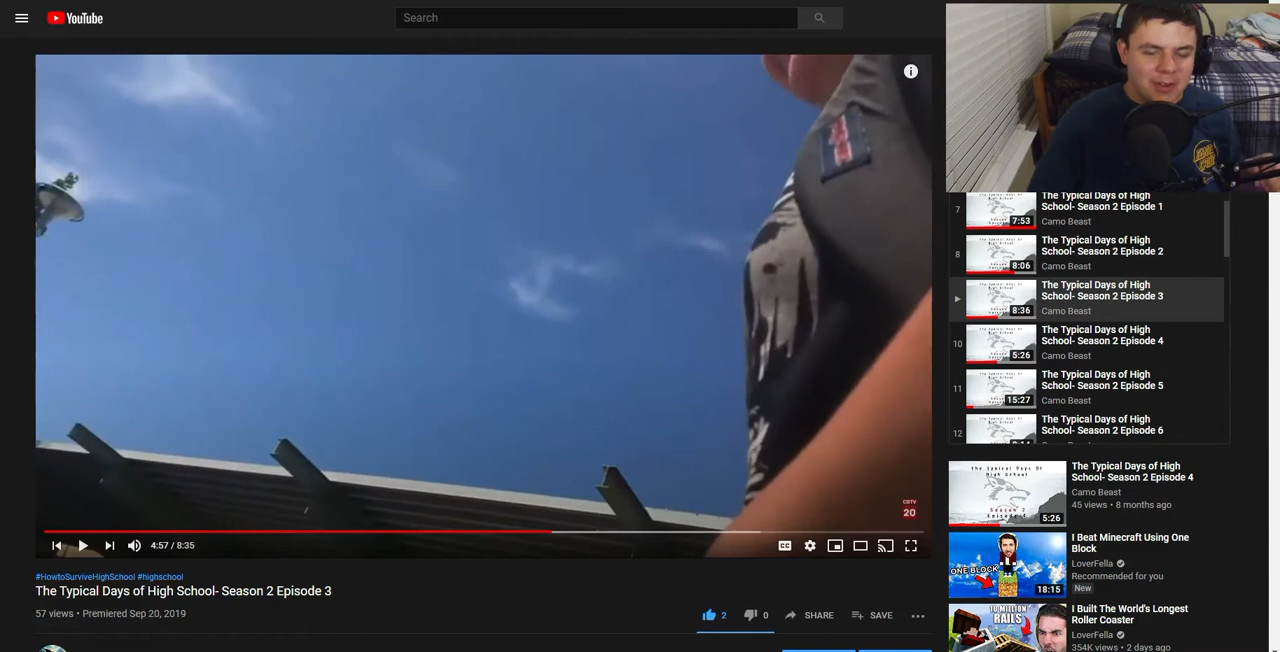 YouTube
Search
CBTV
20
4:57 / 8:35
#HowtoSurviveHighSchool #highschool
The Typical Days of High School- Season 2 Episode 3
57 views • Premiered Sep 20, 2019
2
0
SHARE
SAVE
7
7:53
The Typical Days of High
School- Season 2 Episode 1
Camo Beast
8
8:06
The Typical Days of High
School- Season 2 Episode 2
Camo Beast
8:36
The Typical Days of High
School- Season 2 Episode 3
Camo Beast
10
5:26
The Typical Days of High
School- Season 2 Episode 4
Camo Beast
11
15:27
The Typical Days of High
School- Season 2 Episode 5
Camo Beast
12
The Typical Days of High
School- Season 2 Episode 6
The Typical Days Of
High School
Season 2
5:26
The Typical Days of High
School- Season 2 Episode 4
Camo Beast
45 views • 8 months ago
ONE BLOCK
18:15
I Beat Minecraft Using One
Block
LoverFella
Recommended for you
New
10 MILLION
RAILS
I Built The World's Longest
Roller Coaster
LoverFella
354K views • 2 days ago